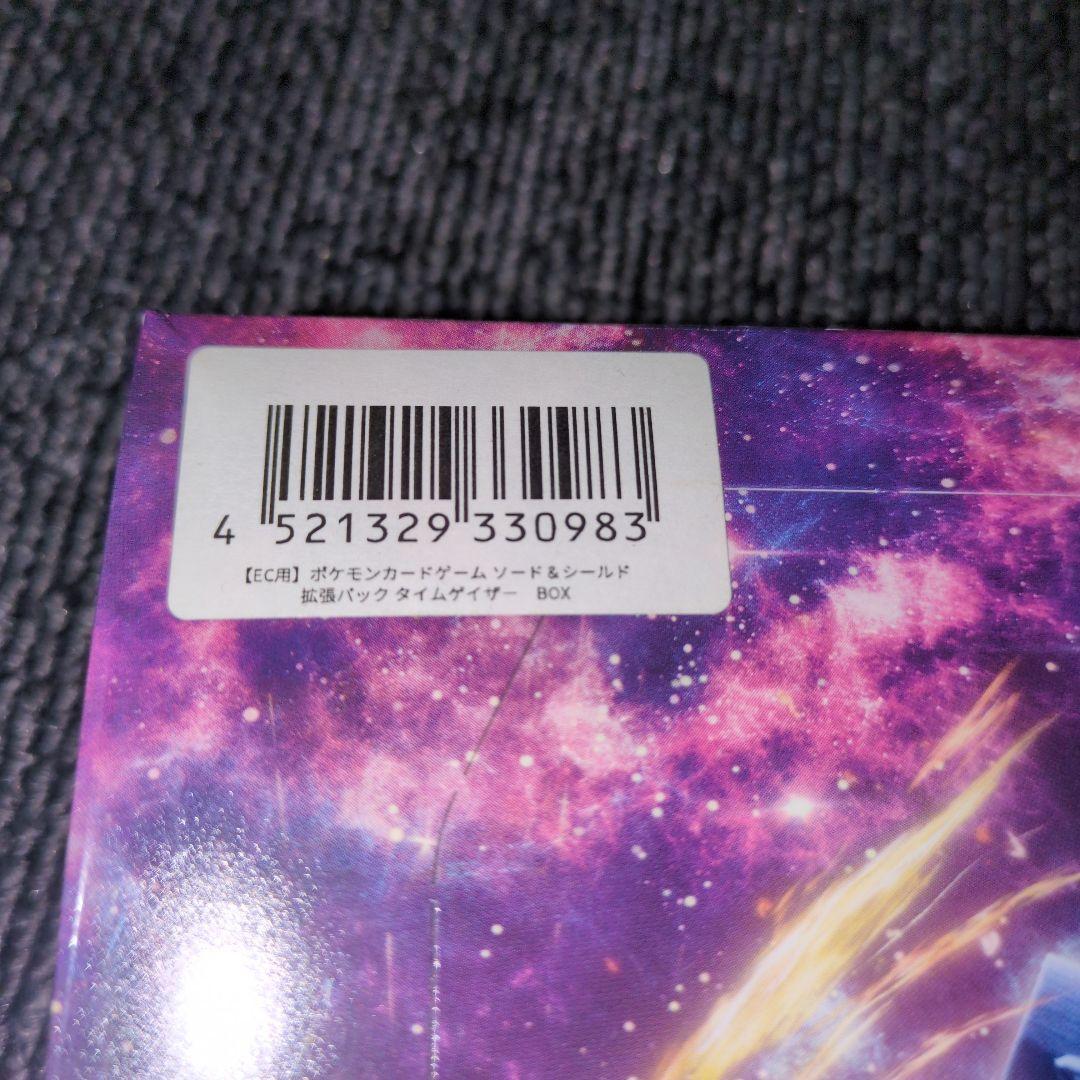 4 521329 330983
【EC用】ポケモンカードゲーム ソード＆シールド
拡張パック タイムゲイザー　BOX